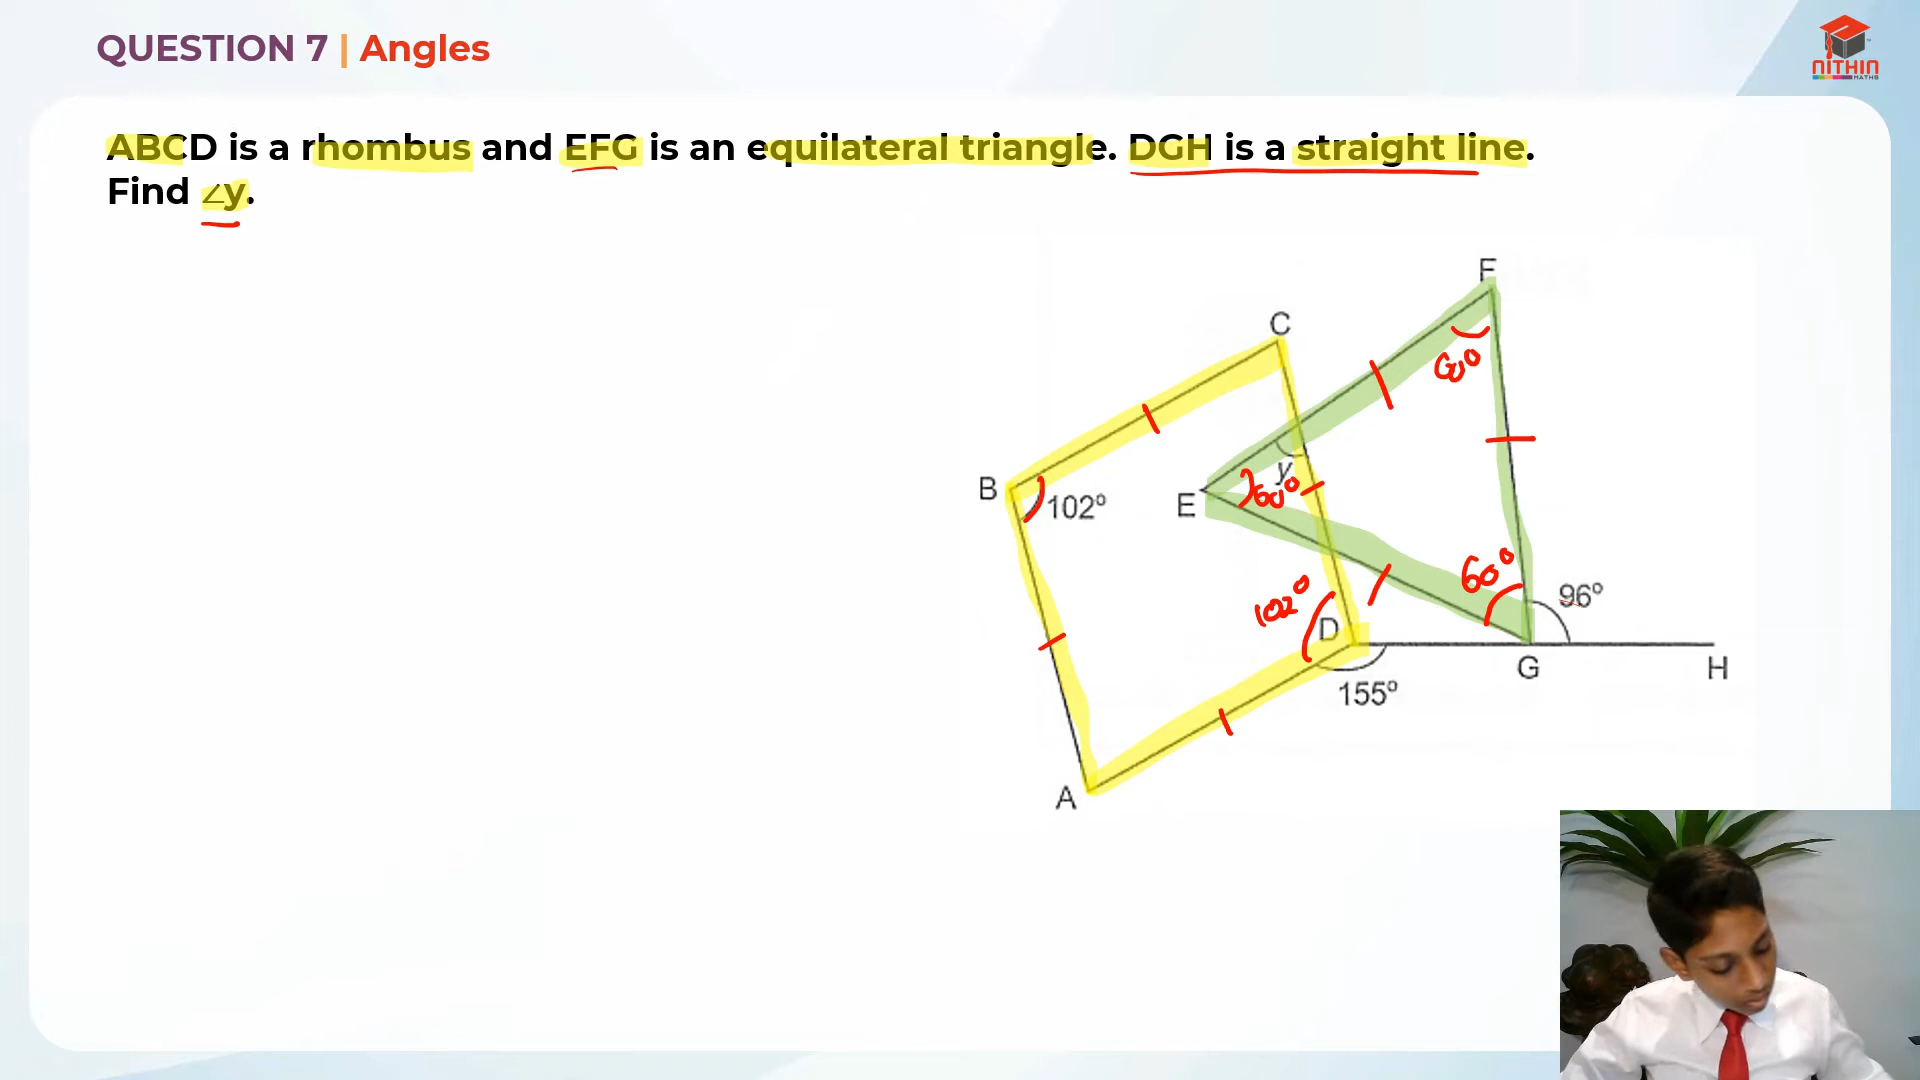 QUESTION 7 | Angles
NITHIN
MATHS
ABCD is a rhombus and EFG is an equilateral triangle. DGH is a straight line.
Find ∠y.
F
C
60°
B
102°
y
60°
E
60°
96°
102°
D
G
H
155°
A